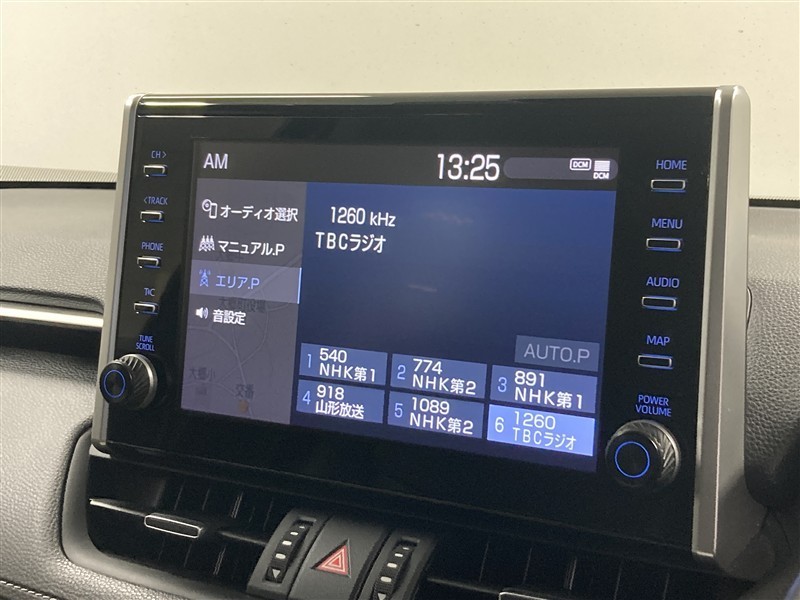 AM
13:25
DCM
DCM
オーディオ選択
マニュアル.P
エリア.P
音設定
1260 kHz
TBCラジオ
AUTO.P
1 540 NHK第1
2 774 NHK第2
3 891 NHK第1
4 918 山形放送
5 1089 NHK第2
6 1260 TBCラジオ
CH >
< TRACK
PHONE
T/C
TUNE
SCROLL
HOME
MENU
AUDIO
MAP
POWER
VOLUME
交番